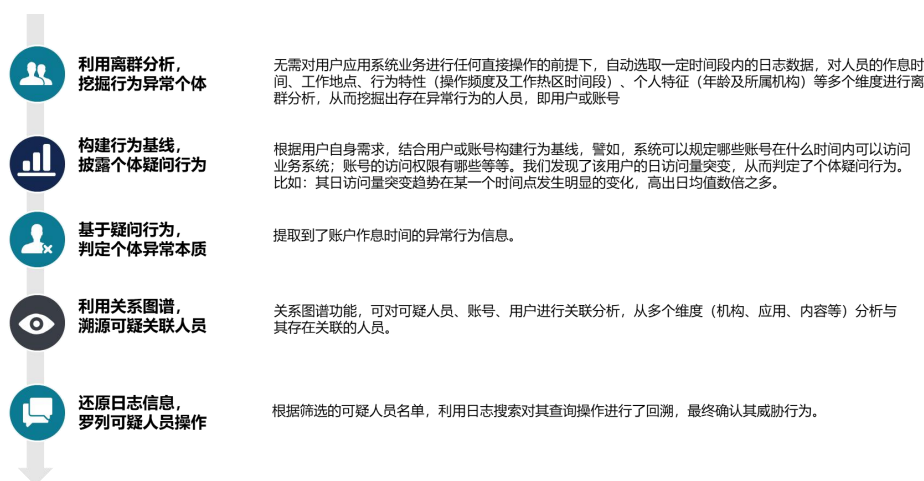 利用离群分析，
挖掘行为异常个体
无需对用户应用系统业务进行任何直接操作的前提下，自动选取一定时间段内的日志数据，对人员的作息时
间、工作地点、行为特性（操作频度及工作热区时间段）、个人特征（年龄及所属机构）等多个维度进行离
群分析，从而挖掘出存在异常行为的人员，即用户或账号
构建行为基线，
披露个体疑问行为
根据用户自身需求，结合用户或账号构建行为基线，譬如，系统可以规定哪些账号在什么时间内可以访问
业务系统；账号的访问权限有哪些等等。我们发现了该用户的日访问量突变，从而判定了个体疑问行为。
比如：其日访问量突变趋势在某一个时间点发生明显的变化，高出日均值数倍之多。
基于疑问行为，
判定个体异常本质
提取到了账户作息时间的异常行为信息。
利用关系图谱，
溯源可疑关联人员
关系图谱功能，可对可疑人员、账号、用户进行关联分析，从多个维度（机构、应用、内容等）分析与
其存在关联的人员。
还原日志信息，
罗列可疑人员操作
根据筛选的可疑人员名单，利用日志搜索对其查询操作进行了回溯，最终确认其威胁行为。